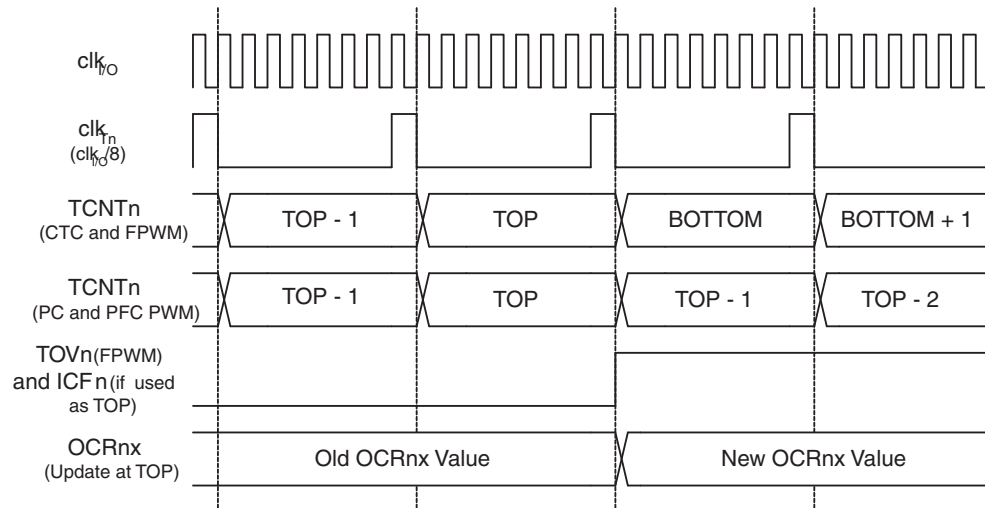 clkI/O
clkTn
(clkI/O/8)
TCNTn
(CTC and FPWM)
TOP - 1
TOP
BOTTOM
BOTTOM + 1
TCNTn
(PC and PFC PWM)
TOP - 1
TOP
TOP - 1
TOP - 2
TOVn(FPWM)
and ICFn(if used
as TOP)
OCRnx
(Update at TOP)
Old OCRnx Value
New OCRnx Value